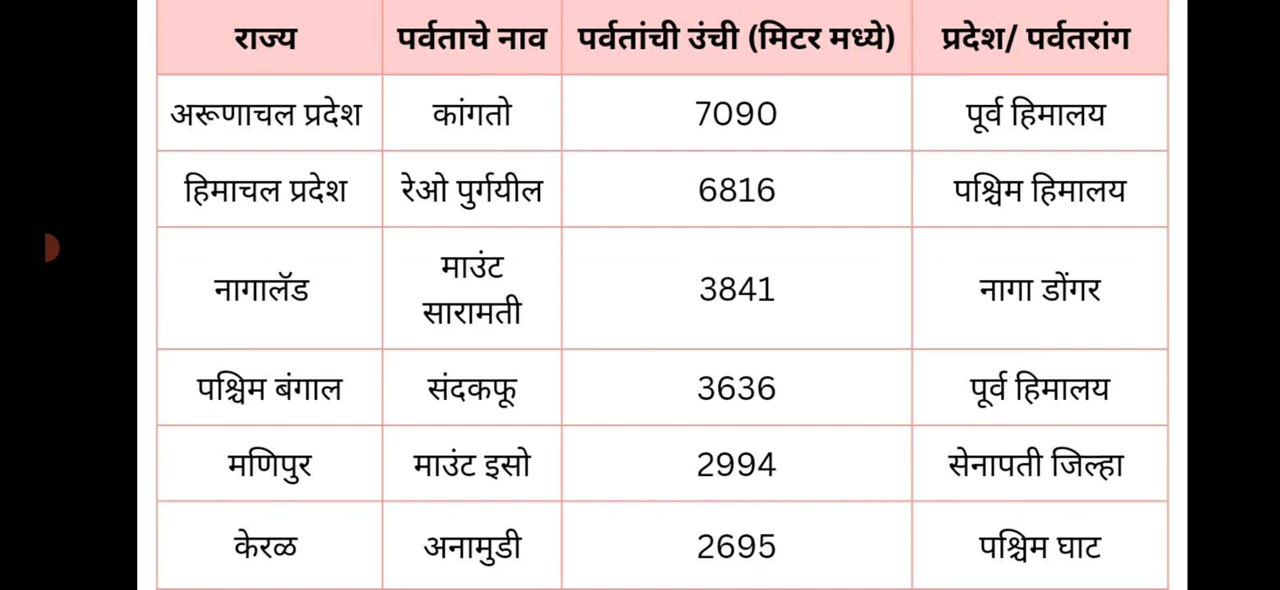 राज्य पर्वताचे नाव पर्वतांची उंची (मिटर मध्ये) प्रदेश/ पर्वतरांग
अरूणाचल प्रदेश कांगतो 7090 पूर्व हिमालय
हिमाचल प्रदेश रेओ पुर्गयील 6816 पश्चिम हिमालय
नागालॅड माउंट सारामती 3841 नागा डोंगर
पश्चिम बंगाल संदकफू 3636 पूर्व हिमालय
मणिपुर माउंट इसो 2994 सेनापती जिल्हा
केरळ अनामुडी 2695 पश्चिम घाट